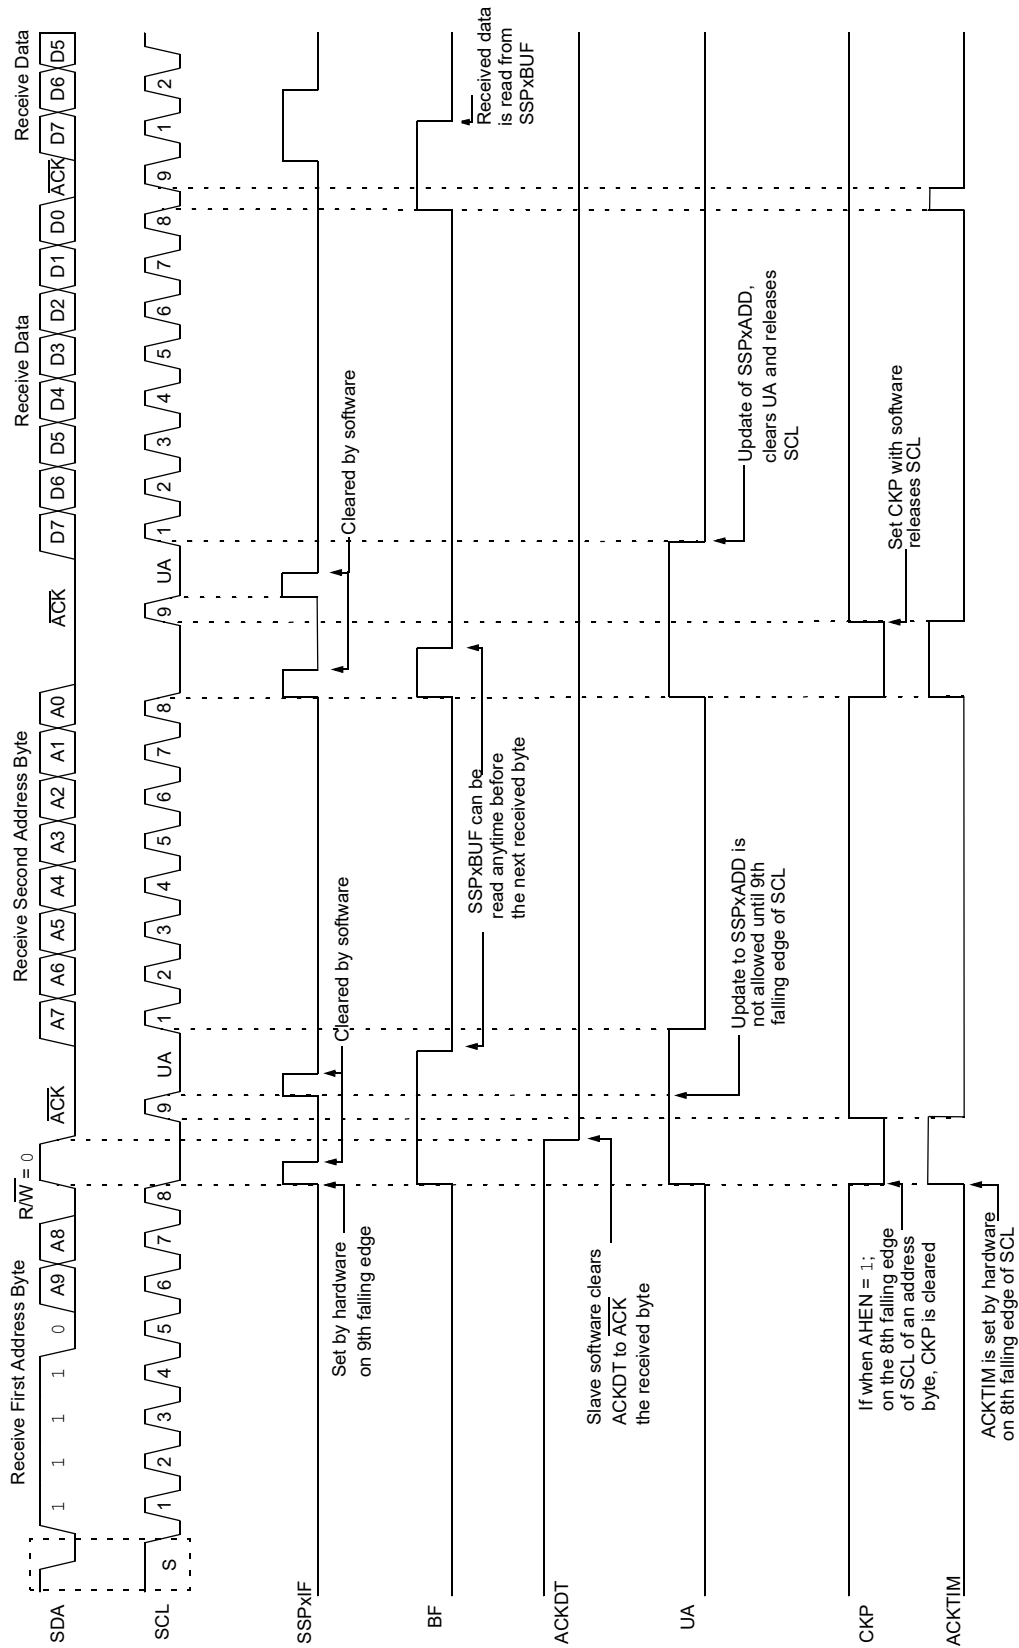 Receive First Address Byte
R/W = 0
Receive Second Address Byte
Receive Data
Receive Data
SDA
1 1 1 1 0 A9 A8 ACK A7 A6 A5 A4 A3 A2 A1 A0 ACK D7 D6 D5 D4 D3 D2 D1 D0 ACK D7 D6 D5
SCL
S 1 2 3 4 5 6 7 8 9 UA 1 2 3 4 5 6 7 8 9 UA 1 2 3 4 5 6 7 8 9 1 2
SSPxIF
Set by hardware
on 9th falling edge
Cleared by software
Cleared by software
BF
SSPxBUF can be
read anytime before
the next received byte
Received data
is read from
SSPxBUF
ACKDT
Slave software clears
ACKDT to ACK
the received byte
UA
Update to SSPxADD is
not allowed until 9th
falling edge of SCL
Update of SSPxADD,
clears UA and releases
SCL
CKP
If when AHEN = 1;
on the 8th falling edge
of SCL of an address
byte, CKP is cleared
Set CKP with software
releases SCL
ACKTIM
ACKTIM is set by hardware
on 8th falling edge of SCL